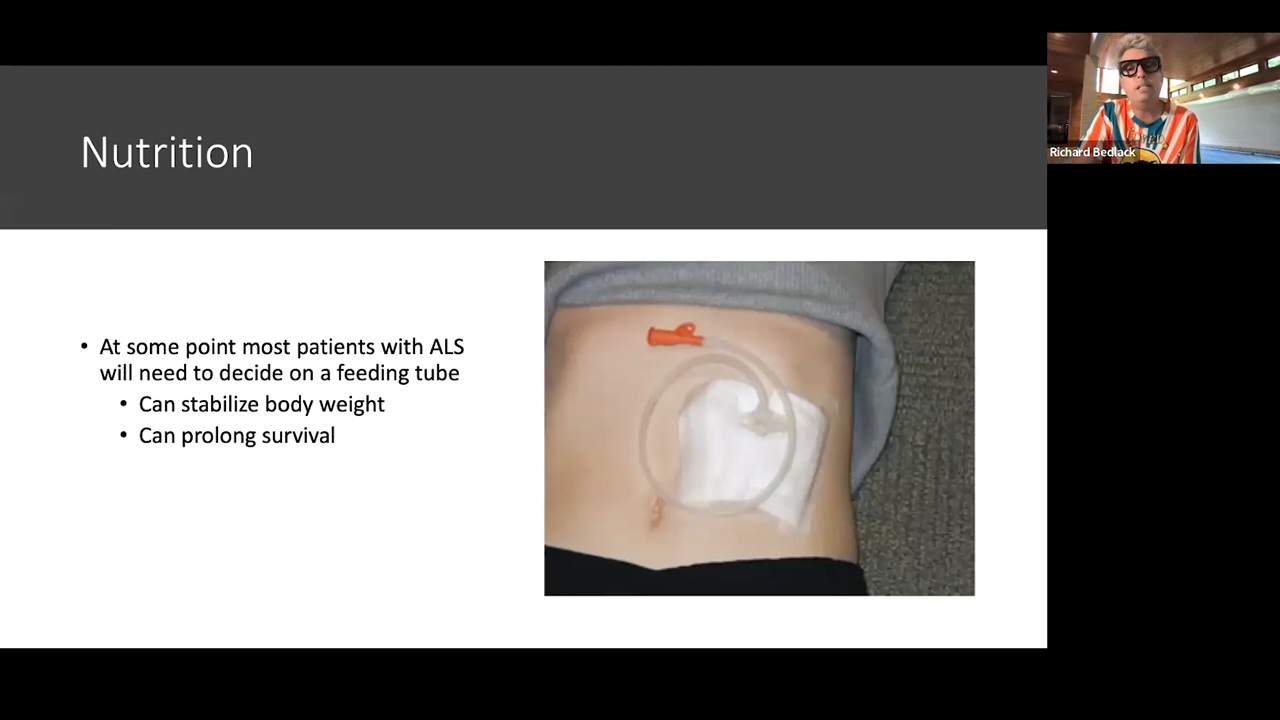 Nutrition
• At some point most patients with ALS
will need to decide on a feeding tube
• Can stabilize body weight
• Can prolong survival
Richard Bedlack